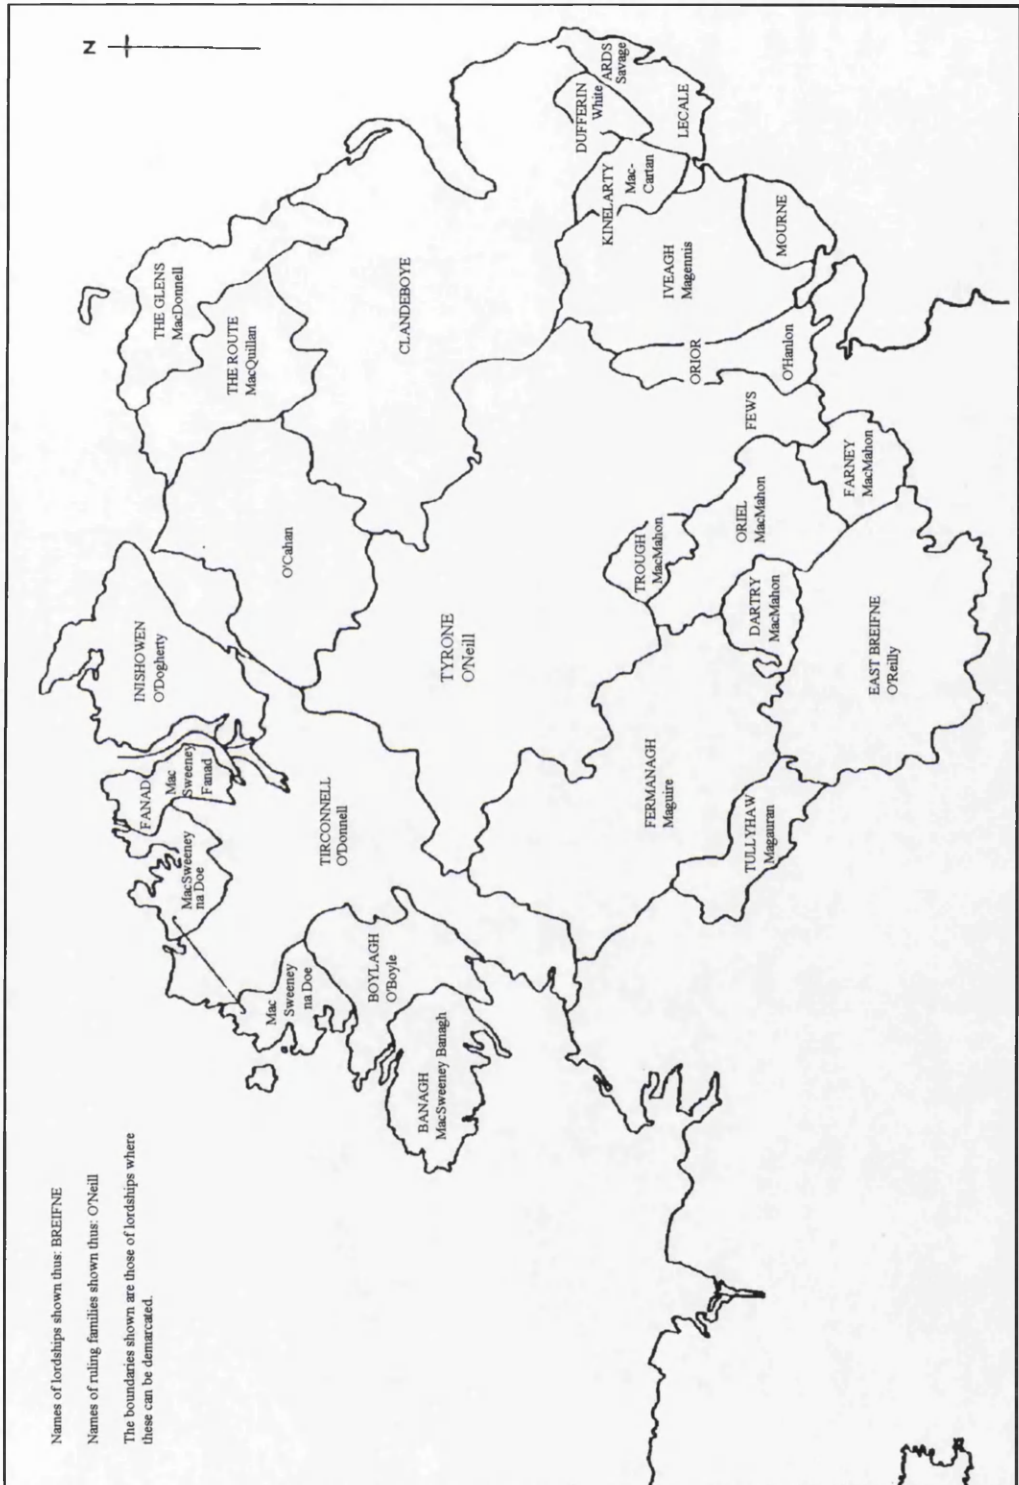 Names of lordships shown thus: BREIFNE
Names of ruling families shown thus: O'Neill
The boundaries shown are those of lordships where
these can be demarcated.
N
THE GLENS
MacDonnell
THE ROUTE
MacQuillan
INISHOWEN
O'Dogherty
FANAD
Mac
Sweeney
Fanad
MacSweeney
na Doe
O'Cahan
CLANDEBOYE
Mac
Sweeney
na Doe
TIRCONNELL
O'Donnell
BOYLAGH
O'Boyle
BANAGH
MacSweeney Banagh
TYRONE
O'Neill
DUFFERIN
White
ARDS
Savage
KINELARTY
Mac-
Cartan
LECALE
IVEAGH
Magennis
MOURNE
ORIOR
O'Hanlon
FEWS
TROUGH
MacMahon
ORIEL
MacMahon
DARTRY
MacMahon
FARNEY
MacMahon
FERMANAGH
Maguire
TULLYHAW
Magauran
EAST BREIFNE
O'Reilly